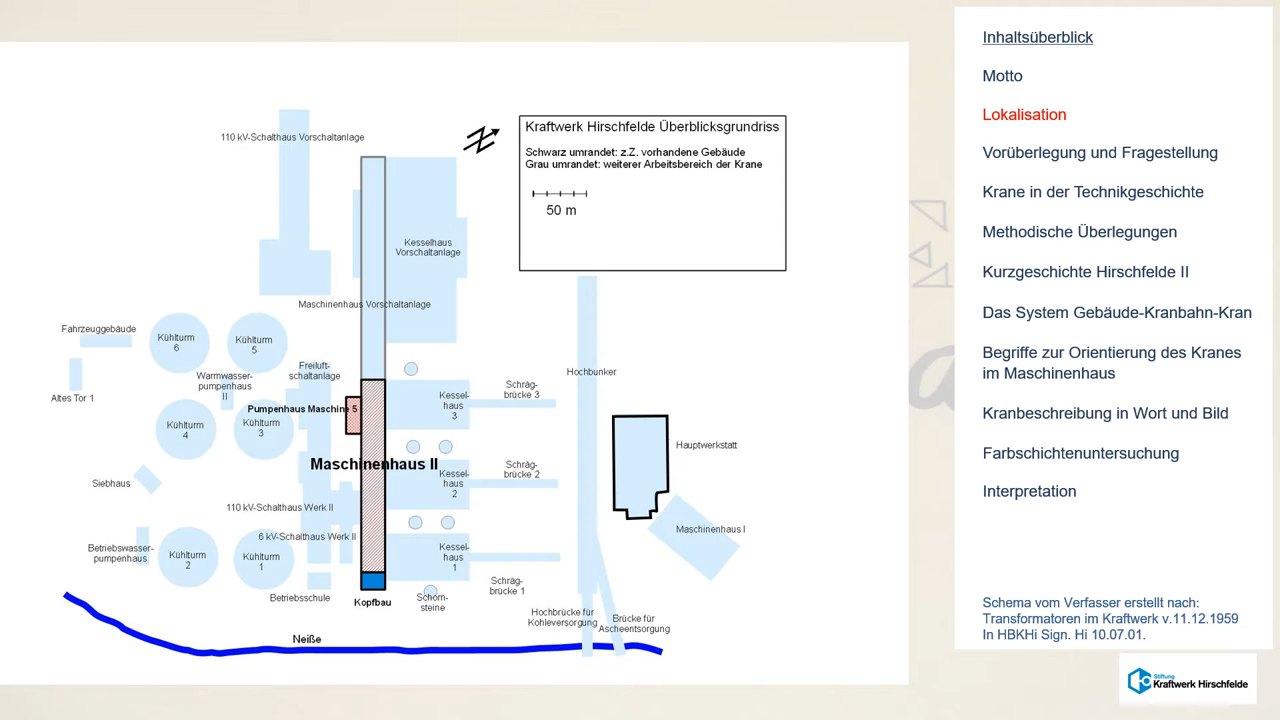 110 kV-Schalthaus Vorschaltanlage
Kraftwerk Hirschfelde Überblicksgrundriss
Schwarz umrandet: z.Z. vorhandene Gebäude
Grau umrandet: weiterer Arbeitsbereich der Krane
50 m
Kesselhaus
Vorschaltanlage
Maschinenhaus Vorschaltanlage
Fahrzeuggebäude
Kühlturm
6
Kühlturm
5
Freiluft-
schaltanlage
Warmwasser-
pumpenhaus
II
Hochbunker
Altes Tor 1
Schräg-
brücke 3
Kessel-
haus
3
Pumpenhaus Maschine 5
Kühlturm
4
Kühlturm
3
Hauptwerkstatt
Maschinenhaus II
Schräg-
brücke 2
Kessel-
haus
2
Siebhaus
110 kV-Schalthaus Werk II
Maschinenhaus I
6 kV-Schalthaus Werk II
Betriebswasser-
pumpenhaus
Kühlturm
2
Kühlturm
1
Kessel-
haus
1
Schräg-
brücke 1
Betriebsschule
Kopfbau
Schorn-
steine
Hochbrücke für
Kohleversorgung
Brücke für
Ascheentsorgung
Neiße
Inhaltsüberblick
Motto
Lokalisation
Vorüberlegung und Fragestellung
Krane in der Technikgeschichte
Methodische Überlegungen
Kurzgeschichte Hirschfelde II
Das System Gebäude-Kranbahn-Kran
Begriffe zur Orientierung des Kranes
im Maschinenhaus
Kranbeschreibung in Wort und Bild
Farbschichtenuntersuchung
Interpretation
Schema vom Verfasser erstellt nach:
Transformatoren im Kraftwerk v.11.12.1959
In HBKHi Sign. Hi 10.07.01.
Stiftung
Kraftwerk Hirschfelde